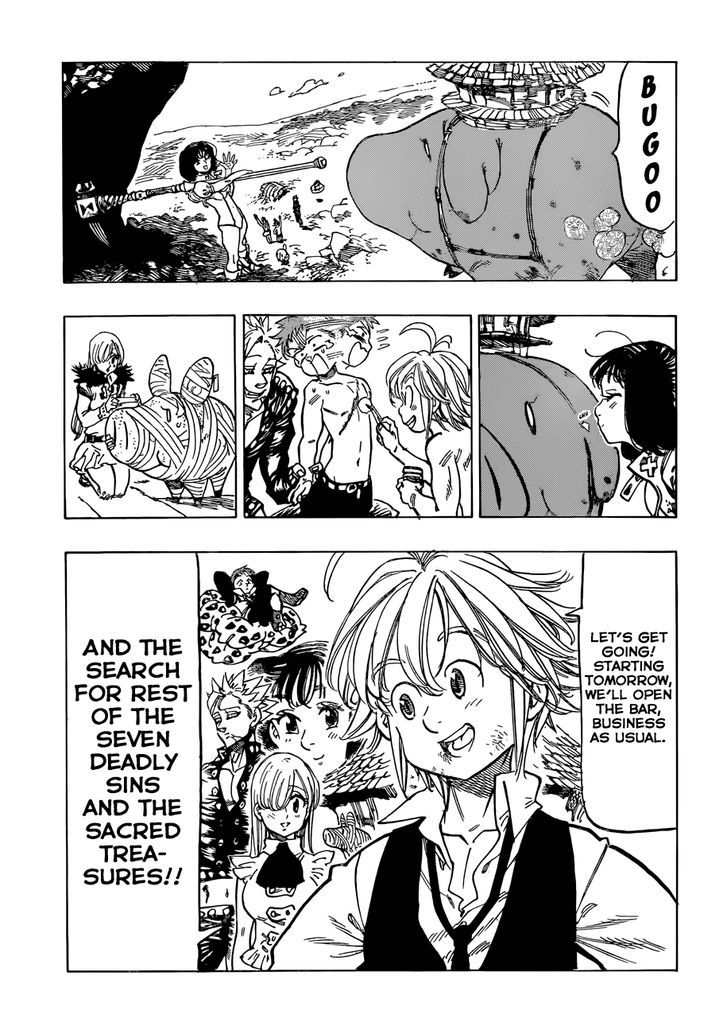 BUGOO
LET'S GET
GOING!
STARTING
TOMORROW,
WE'LL OPEN
THE BAR,
BUSINESS
AS USUAL.
AND THE
SEARCH
FOR REST
OF THE
SEVEN
DEADLY
SINS
AND THE
SACRED
TREA-
SURES!!